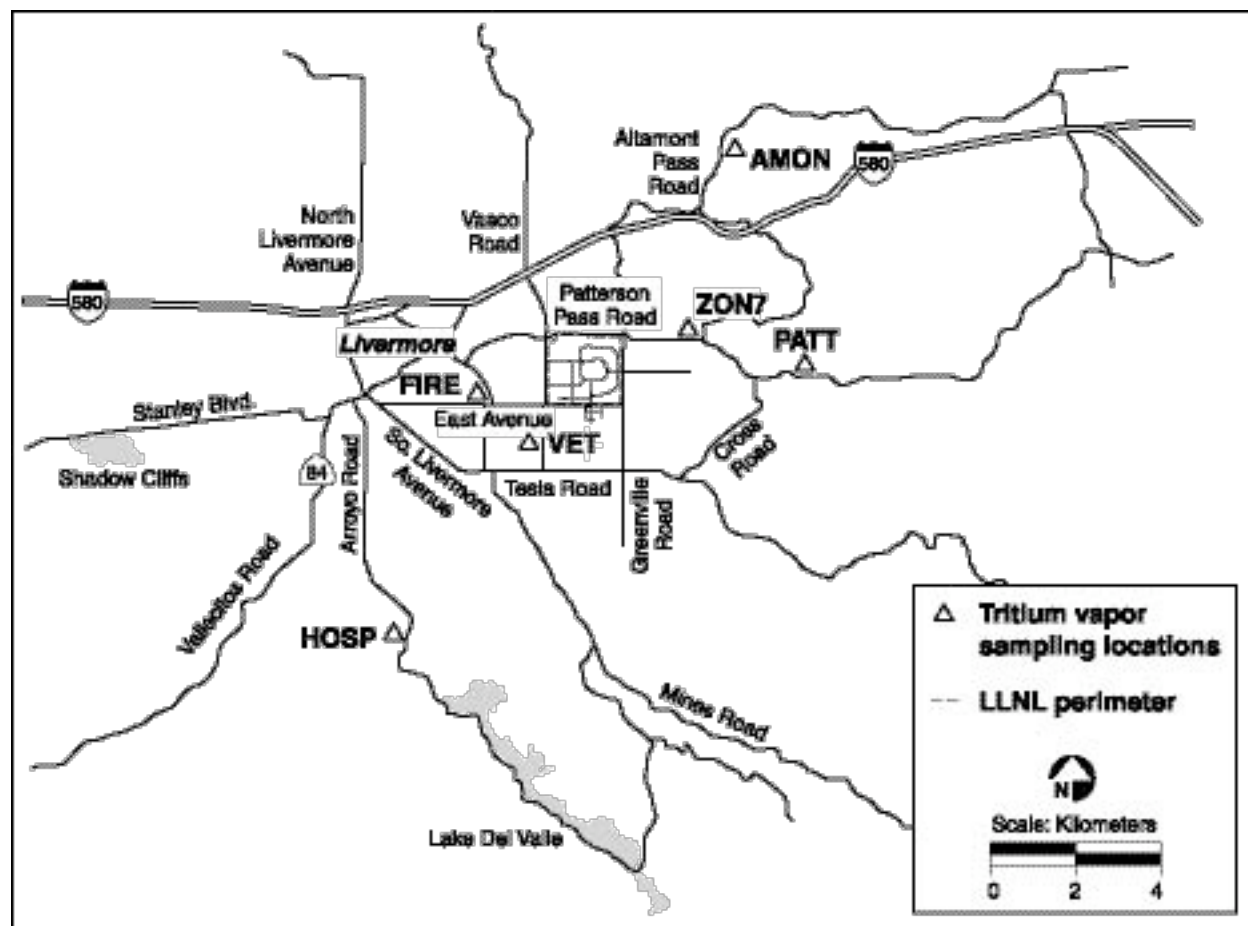 Altamont
Pass
Road
AMON
580
North
Livermore
Avenue
Vasco
Road
580
Patterson
Pass Road
ZON7
Livermore
PATT
FIRE
Stanley Blvd.
East Avenue
VET
Shadow Cliffs
84
Arroyo Road
So. Livermore
Avenue
Tesla Road
Cross
Road
Greenville
Road
Vallecitos Road
HOSP
Mines Road
Lake Del Valle
Tritium vapor
sampling locations
LLNL perimeter
N
Scale: Kilometers
0 2 4